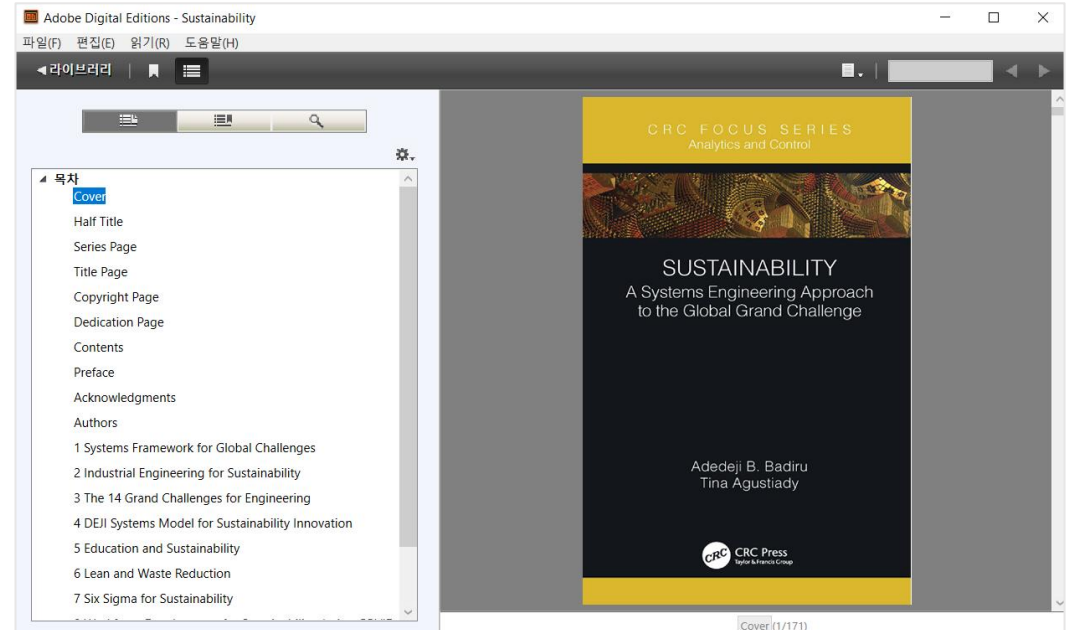 Adobe Digital Editions - Sustainability
파일(F) 편집(E) 읽기(R) 도움말(H)
◀라이브러리
목차
Cover
Half Title
Series Page
Title Page
Copyright Page
Dedication Page
Contents
Preface
Acknowledgments
Authors
1 Systems Framework for Global Challenges
2 Industrial Engineering for Sustainability
3 The 14 Grand Challenges for Engineering
4 DEJI Systems Model for Sustainability Innovation
5 Education and Sustainability
6 Lean and Waste Reduction
7 Six Sigma for Sustainability
CRC FOCUS SERIES
Analytics and Control
SUSTAINABILITY
A Systems Engineering Approach
to the Global Grand Challenge
Adedeji B. Badiru
Tina Agustiady
CRC
CRC Press
Taylor & Francis Group
Cover (1/171)